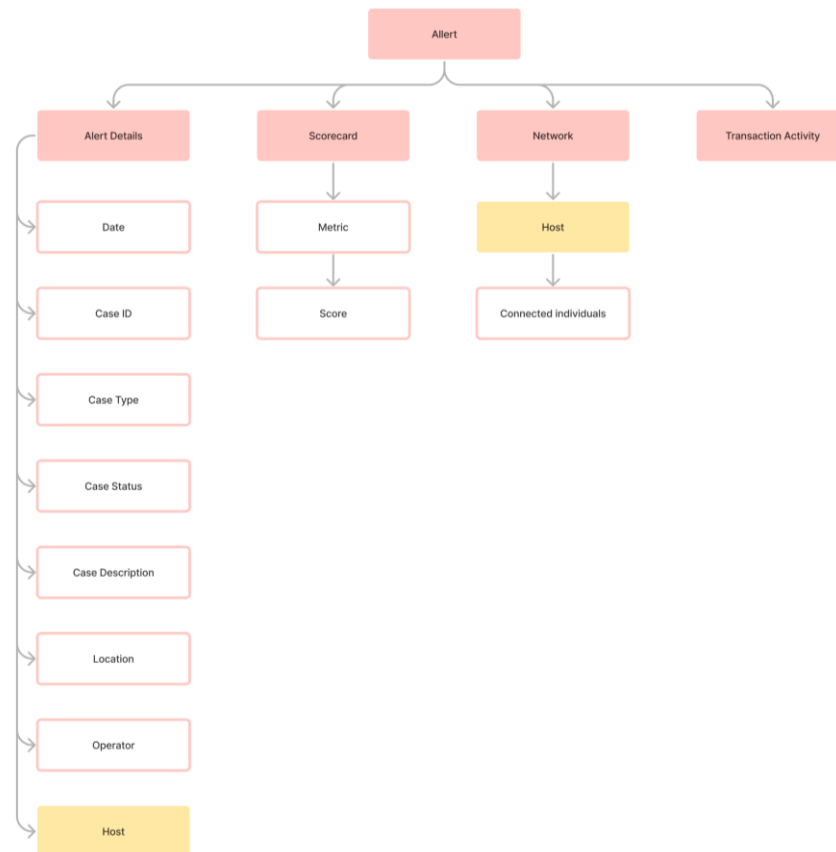 Allert
Alert Details
Scorecard
Network
Transaction Activity
Date
Metric
Host
Case ID
Score
Connected individuals
Case Type
Case Status
Case Description
Location
Operator
Host